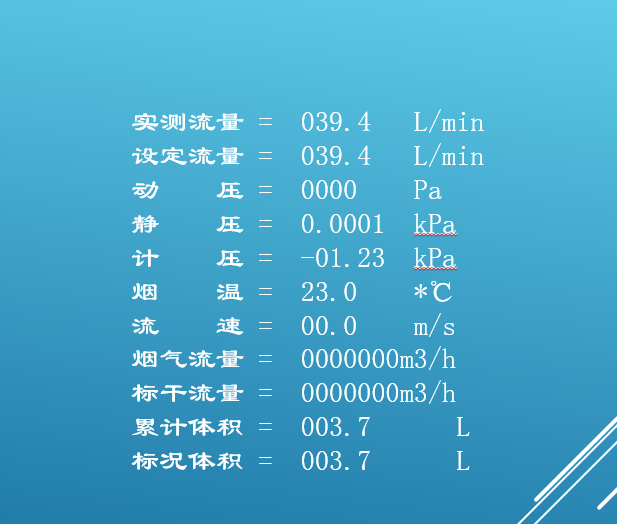 实测流量 = 039.4 L/min
设定流量 = 039.4 L/min
动 压 = 0000 Pa
静 压 = 0.0001 kPa
计 压 = -01.23 kPa
烟 温 = 23.0 *℃
流 速 = 00.0 m/s
烟气流量 = 0000000m3/h
标干流量 = 0000000m3/h
累计体积 = 003.7 L
标况体积 = 003.7 L